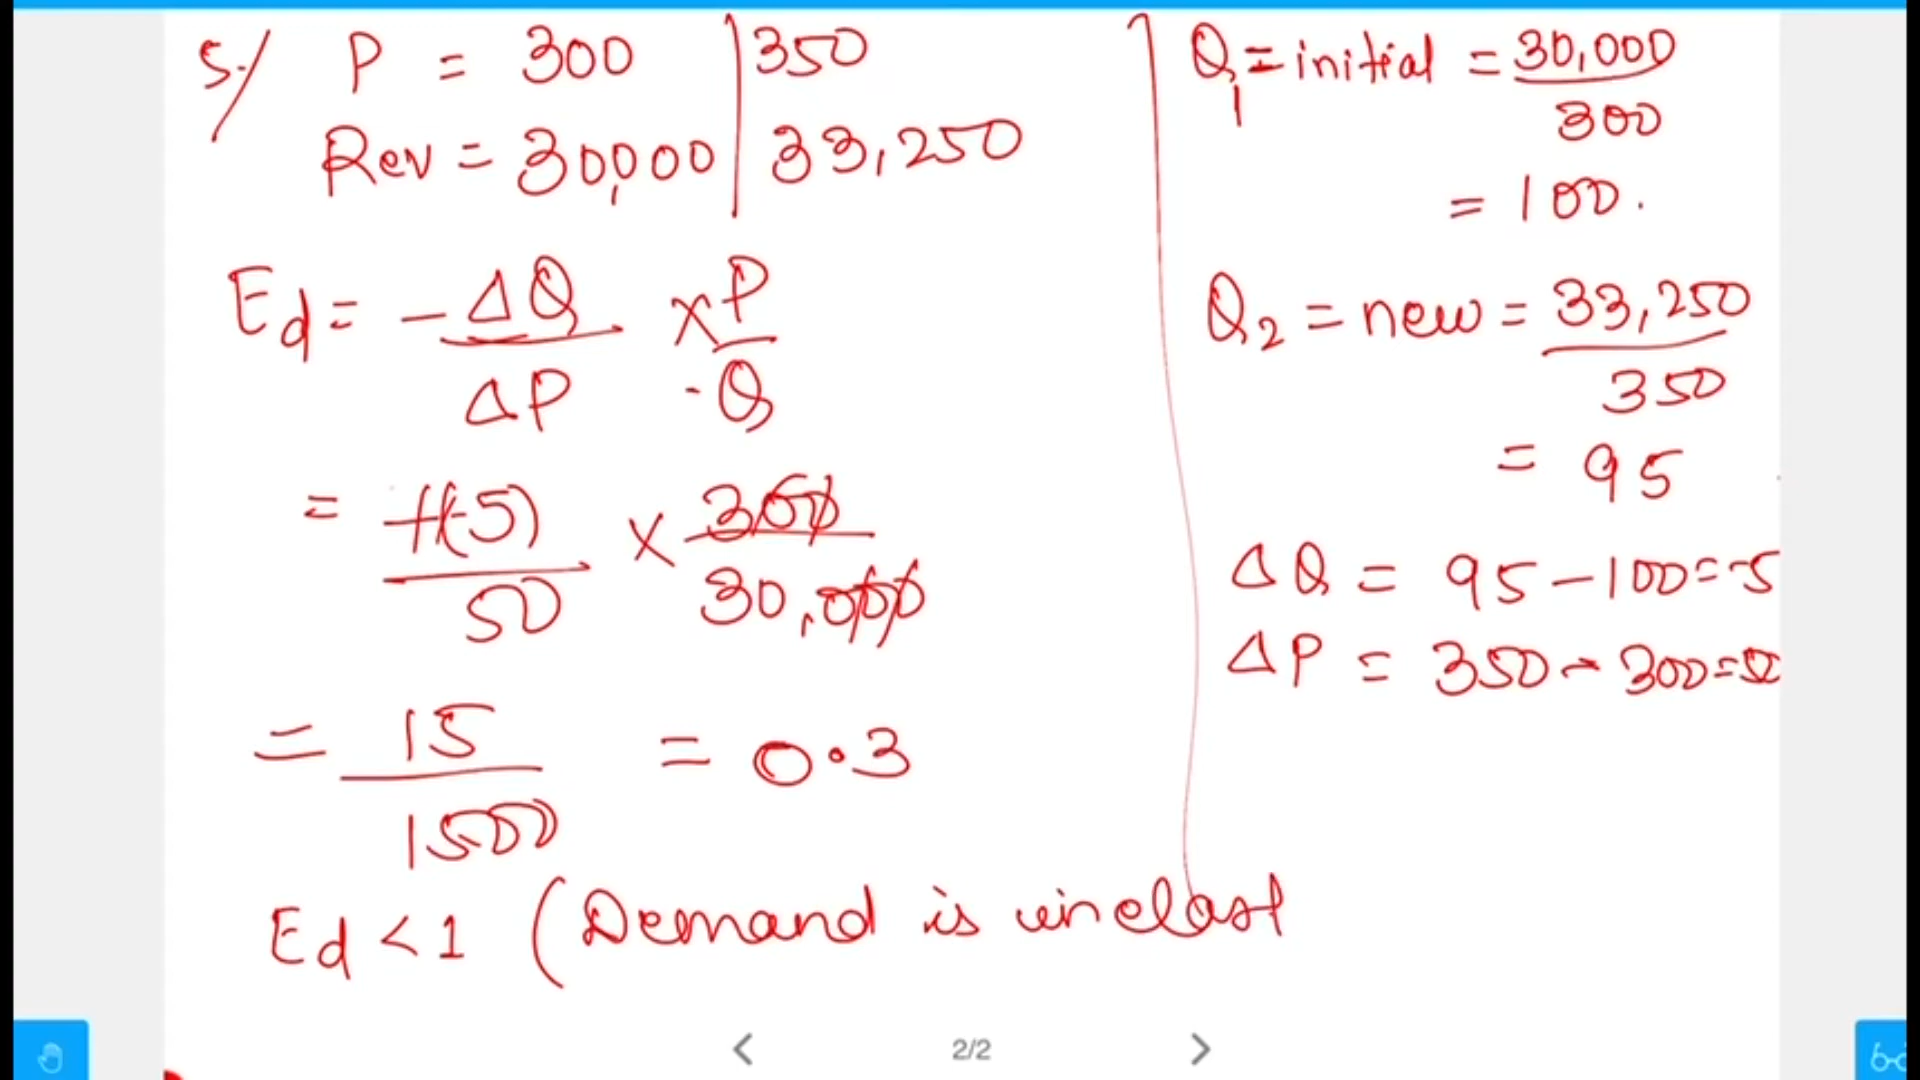 5/ P = 300 | 350
Rev = 30,000 | 33,250
Ed = -ΔQ/ΔP × P/Q
= -(-5)/50 × 300/30,000
= 15/1500 = 0.3
Ed < 1 (Demand is inelast
Q1 = initial = 30,000/300
= 100.
Q2 = new = 33,250/350
= 95
ΔQ = 95 - 100 = -5
ΔP = 350 - 300 = 50
2/2